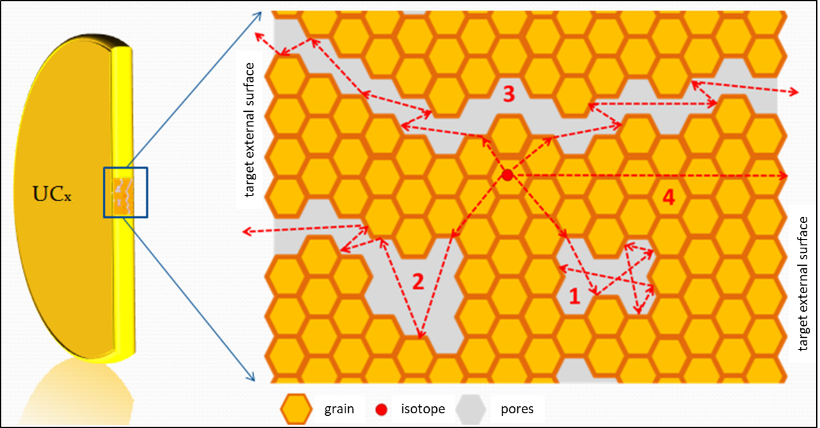 UCx
target external surface
3
4
2
1
target external surface
grain
isotope
pores